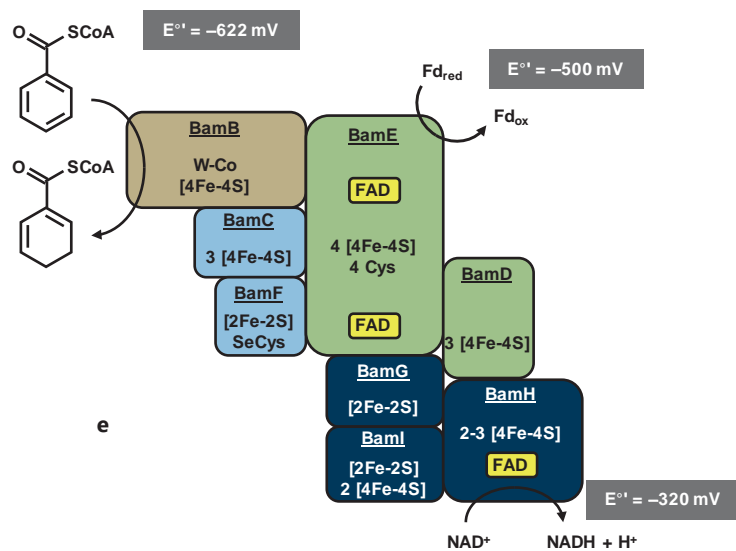 O
SCoA
E°' = –622 mV
Fd_red
E°' = –500 mV
Fd_ox
BamB
W-Co
[4Fe-4S]
BamE
FAD
4 [4Fe-4S]
4 Cys
FAD
O
SCoA
BamC
3 [4Fe-4S]
BamF
[2Fe-2S]
SeCys
BamD
3 [4Fe-4S]
BamG
[2Fe-2S]
BamH
2-3 [4Fe-4S]
FAD
e
BamI
[2Fe-2S]
2 [4Fe-4S]
E°' = –320 mV
NAD⁺
NADH + H⁺